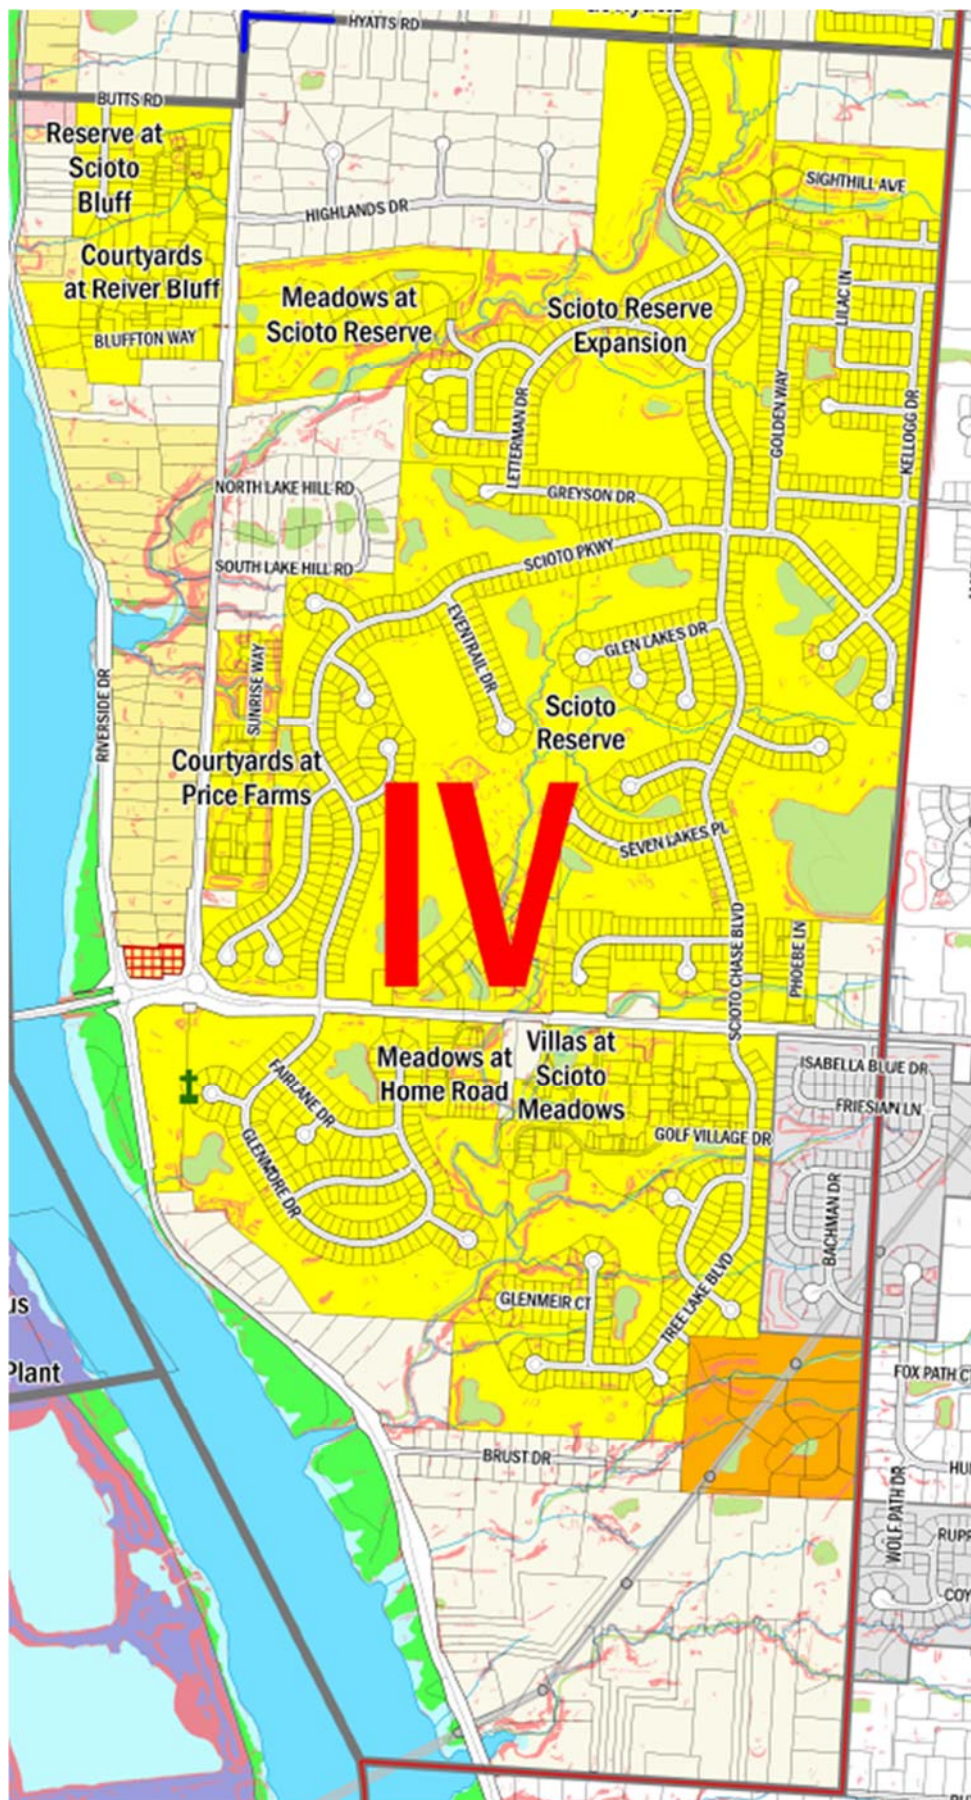 HYATTS RD
BUTTS RD
Reserve at
Scioto
Bluff
SIGHTHILL AVE
HIGHLANDS DR
Courtyards
at Reiver Bluff
LILAC LN
Meadows at
Scioto Reserve
Scioto Reserve
Expansion
BLUFFTON WAY
LETTERMAN DR
GOLDEN WAY
KELLOGG DR
NORTH LAKE HILL RD
GREYSON DR
SOUTH LAKE HILL RD
SCIOTO PKWY
EVENTRAIL DR
GLEN LAKES DR
SUNRISE WAY
RIVERSIDE DR
Scioto
Reserve
Courtyards at
Price Farms
IV
SEVEN LAKES PL
SCIOTO CHASE BLVD
PHOEBE LN
Meadows at
Home Road
Villas at
Scioto
Meadows
ISABELLA BLUE DR
FRIESIAN LN
FAIRLANE DR
GLENMORE DR
GOLF VILLAGE DR
BACHMAN DR
GLENMEIR CT
TREE LAKE BLVD
us
Plant
FOX PATH C
BRUST DR
WOLF PATH DR
HU
RUPP
COY